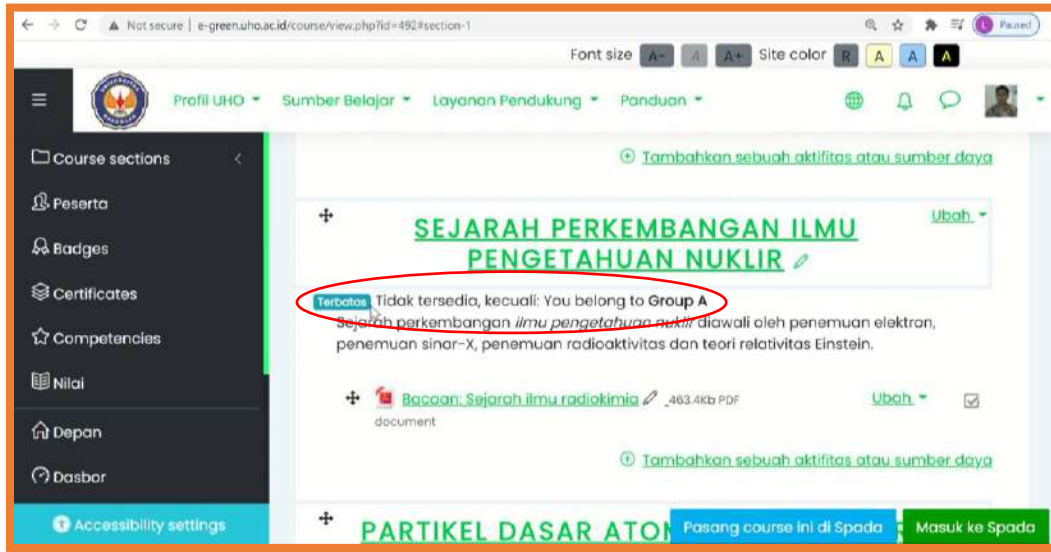 Not secure | e-green.uho.ac.id/course/view.php?id=492#section-1
L Paused
Font size A- A A+ Site color R A A A
Profil UHO Sumber Belajar Layanan Pendukung Panduan
Course sections
Tambahkan sebuah aktifitas atau sumber daya
Peserta
Ubah
SEJARAH PERKEMBANGAN ILMU
PENGETAHUAN NUKLIR
Badges
Certificates
Terbatas Tidak tersedia, kecuali: You belong to Group A
Sejarah perkembangan ilmu pengetahuan nuklir diawali oleh penemuan elektron,
penemuan sinar-X, penemuan radioaktivitas dan teori relativitas Einstein.
Competencies
Nilai
Bacaan: Sejarah ilmu radiokimia 463.4Kb PDF
document
Ubah
Depan
Tambahkan sebuah aktifitas atau sumber daya
Dasbor
Accessibility settings
PARTIKEL DASAR ATOM
Pasang course ini di Spada
Masuk ke Spada